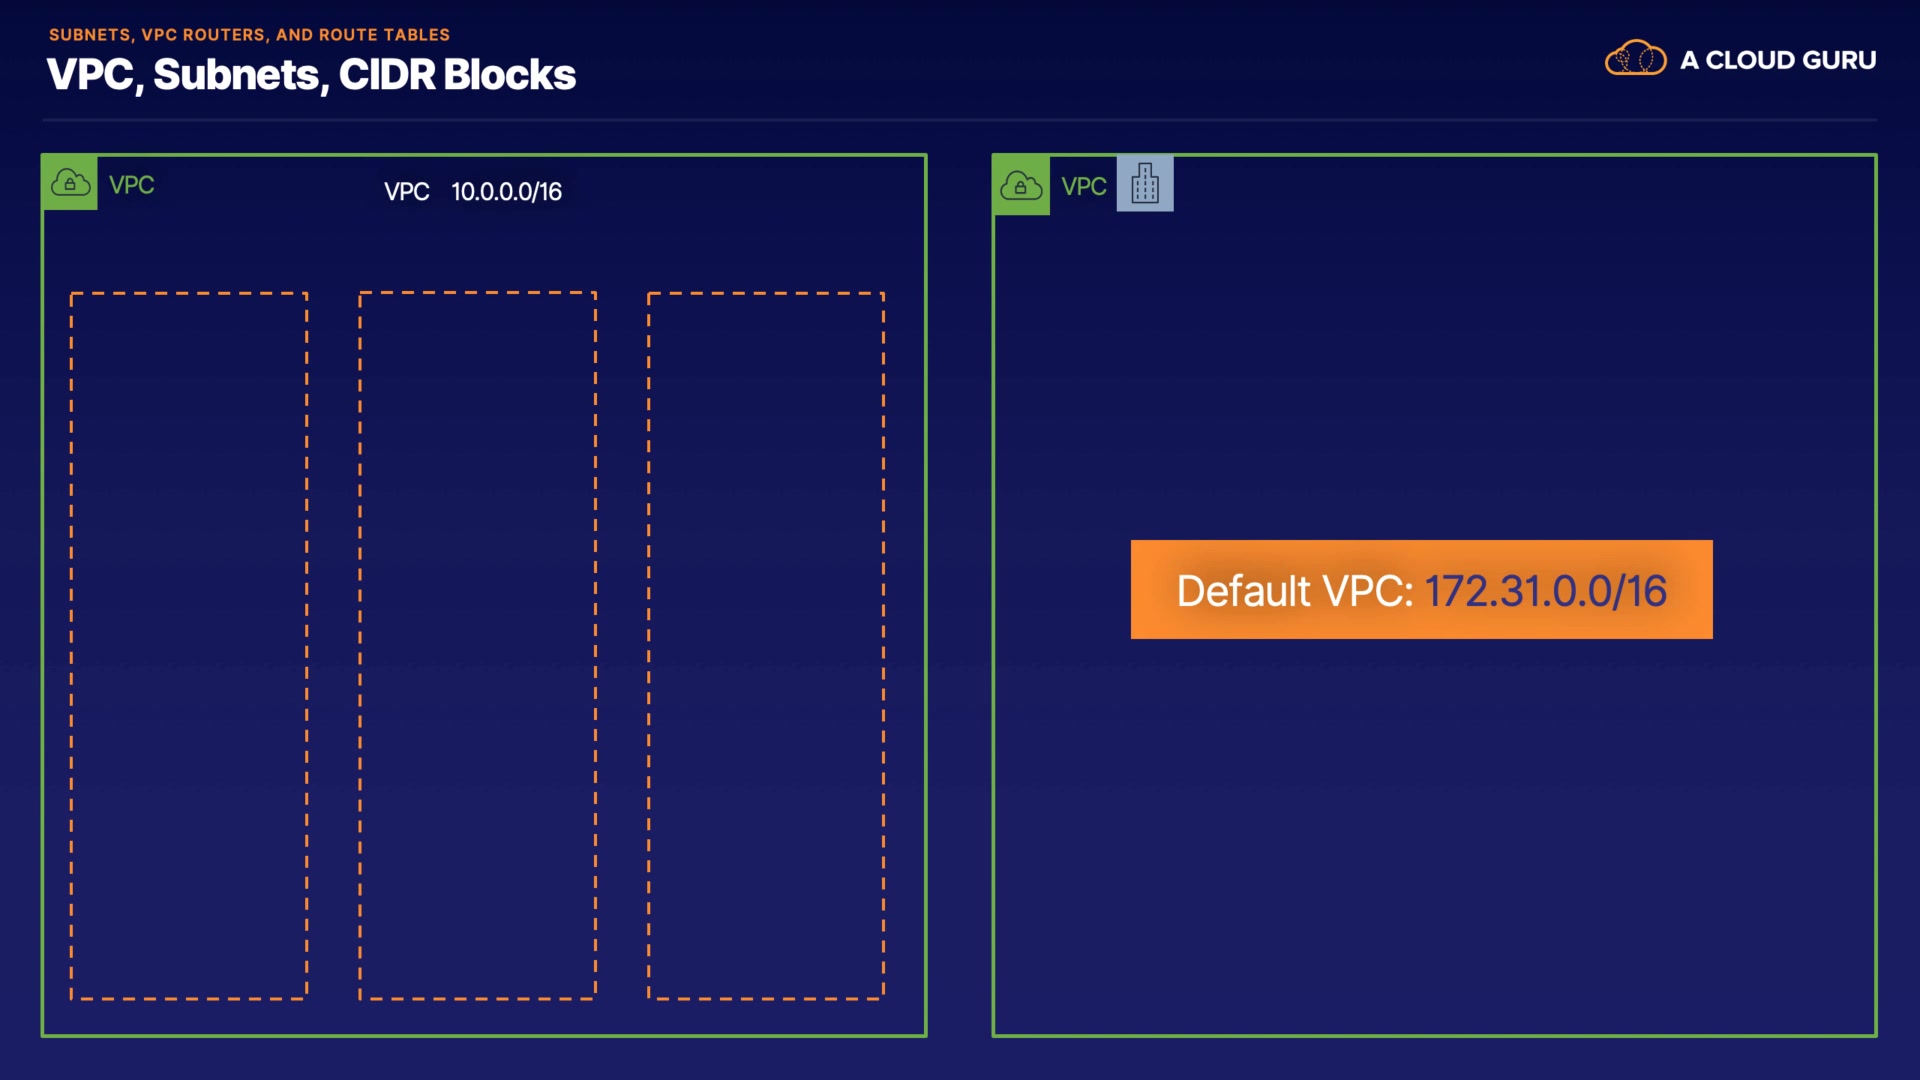 SUBNETS, VPC ROUTERS, AND ROUTE TABLES
VPC, Subnets, CIDR Blocks
A CLOUD GURU
VPC
VPC 10.0.0.0/16
VPC
Default VPC: 172.31.0.0/16